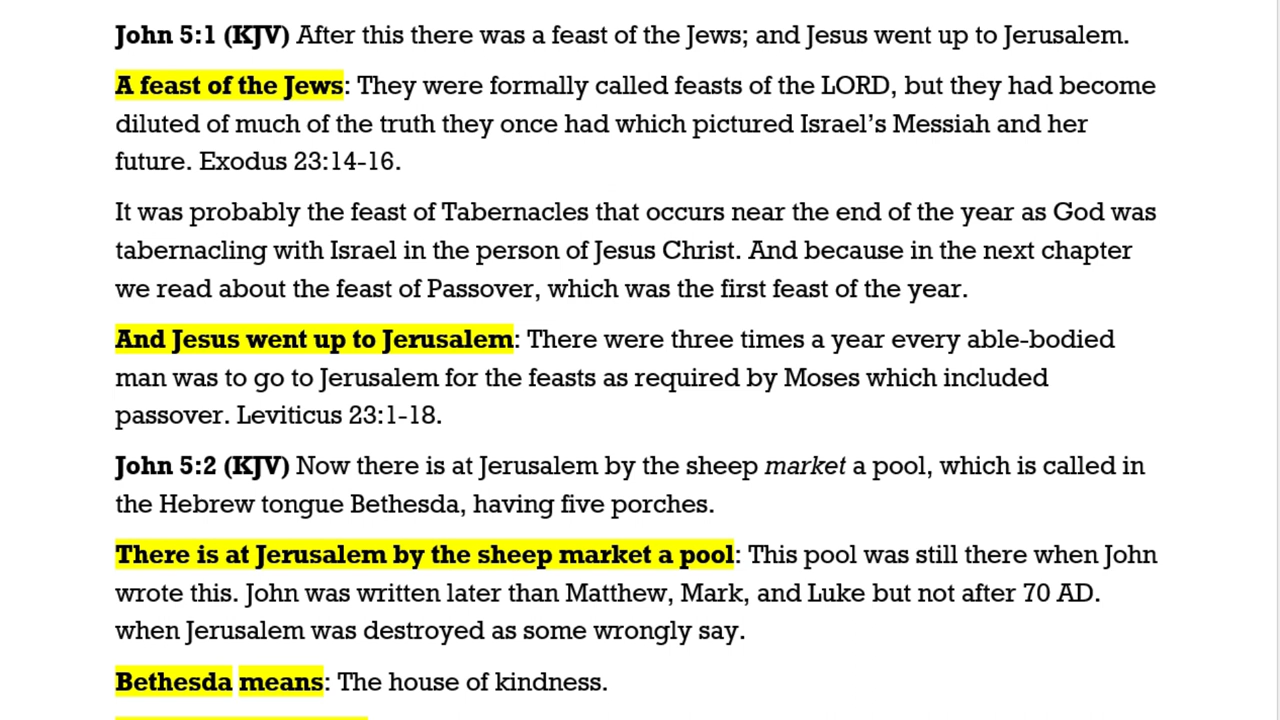 John 5:1 (KJV) After this there was a feast of the Jews; and Jesus went up to Jerusalem.
A feast of the Jews: They were formally called feasts of the LORD, but they had become
diluted of much of the truth they once had which pictured Israel’s Messiah and her
future. Exodus 23:14-16.
It was probably the feast of Tabernacles that occurs near the end of the year as God was
tabernacling with Israel in the person of Jesus Christ. And because in the next chapter
we read about the feast of Passover, which was the first feast of the year.
And Jesus went up to Jerusalem: There were three times a year every able-bodied
man was to go to Jerusalem for the feasts as required by Moses which included
passover. Leviticus 23:1-18.
John 5:2 (KJV) Now there is at Jerusalem by the sheep market a pool, which is called in
the Hebrew tongue Bethesda, having five porches.
There is at Jerusalem by the sheep market a pool: This pool was still there when John
wrote this. John was written later than Matthew, Mark, and Luke but not after 70 AD.
when Jerusalem was destroyed as some wrongly say.
Bethesda means: The house of kindness.